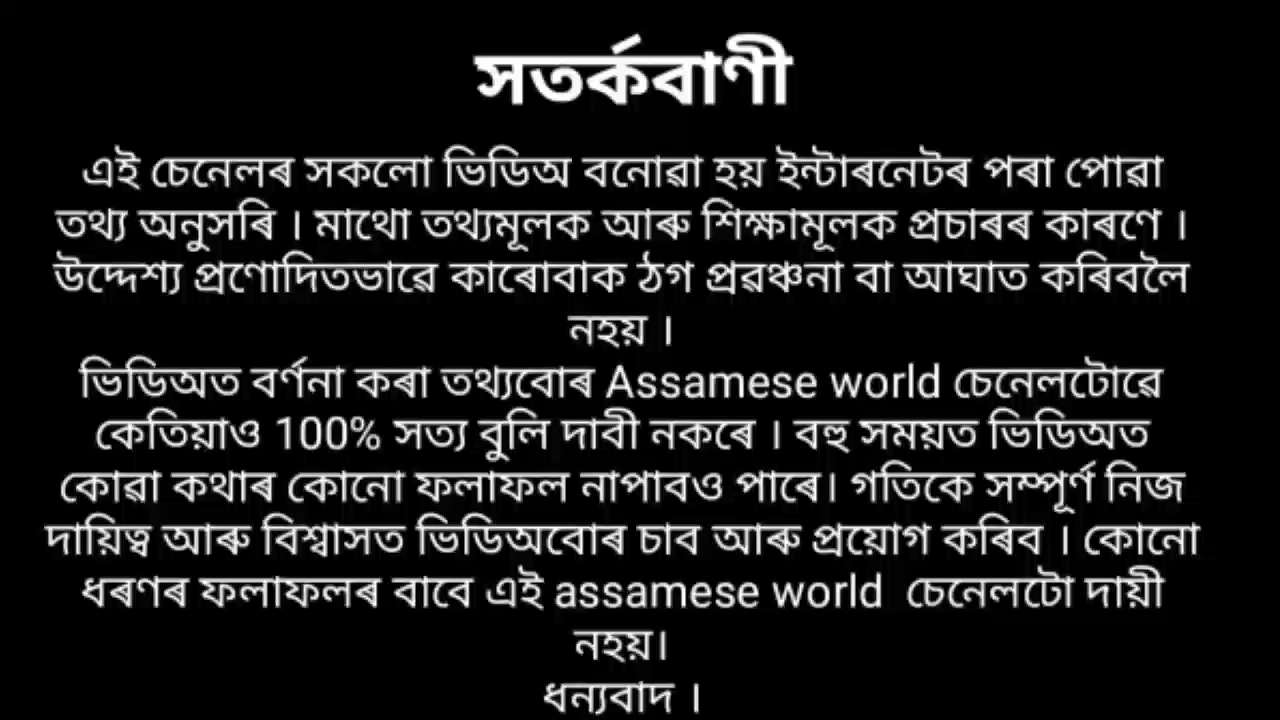 সতৰ্কবাণী
এই চেনেলৰ সকলো ভিডিঅ বনোৱা হয় ইন্টাৰনেটৰ পৰা পোৱা
তথ্য অনুসৰি । মাথো তথ্যমূলক আৰু শিক্ষামূলক প্ৰচাৰৰ কাৰণে ।
উদ্দেশ্য প্ৰণোদিতভাৱে কাৰোবাক ঠগ প্ৰৱঞ্চনা বা আঘাত কৰিবলৈ
নহয় ।
ভিডিঅত বৰ্ণনা কৰা তথ্যবোৰ Assamese world চেনেলটোৱে
কেতিয়াও 100% সত্য বুলি দাবী নকৰে । বহু সময়ত ভিডিঅত
কোৱা কথাৰ কোনো ফলাফল নাপাবও পাৰে। গতিকে সম্পূৰ্ণ নিজ
দায়িত্ব আৰু বিশ্বাসত ভিডিঅবোৰ চাব আৰু প্ৰয়োগ কৰিব । কোনো
ধৰণৰ ফলাফলৰ বাবে এই assamese world চেনেলটো দায়ী
নহয়।
ধন্যবাদ ।